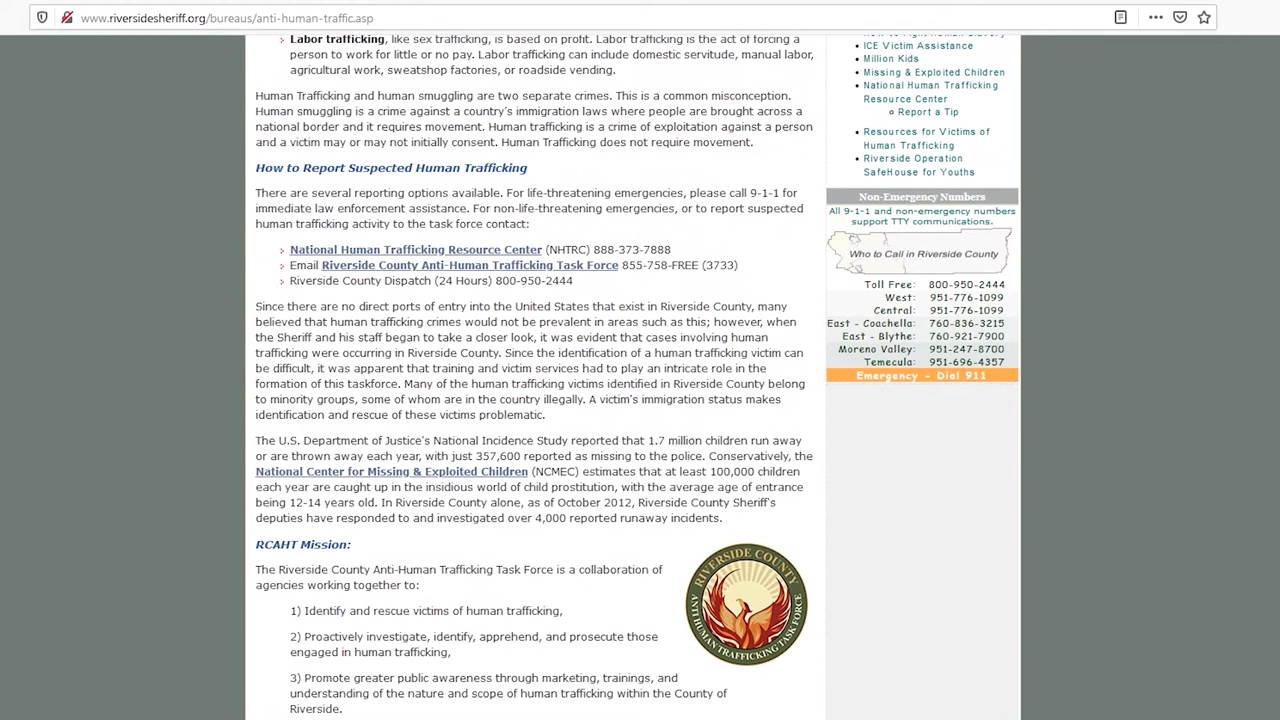 www.riversidesheriff.org/bureaus/anti-human-traffic.asp
Labor trafficking, like sex trafficking, is based on profit. Labor trafficking is the act of forcing a
person to work for little or no pay. Labor trafficking can include domestic servitude, manual labor,
agricultural work, sweatshop factories, or roadside vending.
Human Trafficking and human smuggling are two separate crimes. This is a common misconception.
Human smuggling is a crime against a country's immigration laws where people are brought across a
national border and it requires movement. Human trafficking is a crime of exploitation against a person
and a victim may or may not initially consent. Human Trafficking does not require movement.
How to Report Suspected Human Trafficking
There are several reporting options available. For life-threatening emergencies, please call 9-1-1 for
immediate law enforcement assistance. For non-life-threatening emergencies, or to report suspected
human trafficking activity to the task force contact:
National Human Trafficking Resource Center (NHTRC) 888-373-7888
Email Riverside County Anti-Human Trafficking Task Force 855-758-FREE (3733)
Riverside County Dispatch (24 Hours) 800-950-2444
Since there are no direct ports of entry into the United States that exist in Riverside County, many
believed that human trafficking crimes would not be prevalent in areas such as this; however, when
the Sheriff and his staff began to take a closer look, it was evident that cases involving human
trafficking were occurring in Riverside County. Since the identification of a human trafficking victim can
be difficult, it was apparent that training and victim services had to play an intricate role in the
formation of this taskforce. Many of the human trafficking victims identified in Riverside County belong
to minority groups, some of whom are in the country illegally. A victim's immigration status makes
identification and rescue of these victims problematic.
The U.S. Department of Justice's National Incidence Study reported that 1.7 million children run away
or are thrown away each year, with just 357,600 reported as missing to the police. Conservatively, the
National Center for Missing & Exploited Children (NCMEC) estimates that at least 100,000 children
each year are caught up in the insidious world of child prostitution, with the average age of entrance
being 12-14 years old. In Riverside County alone, as of October 2012, Riverside County Sheriff's
deputies have responded to and investigated over 4,000 reported runaway incidents.
RCAHT Mission:
The Riverside County Anti-Human Trafficking Task Force is a collaboration of
agencies working together to:
1) Identify and rescue victims of human trafficking,
2) Proactively investigate, identify, apprehend, and prosecute those
engaged in human trafficking,
3) Promote greater public awareness through marketing, trainings, and
understanding of the nature and scope of human trafficking within the County of
Riverside.
RIVERSIDE COUNTY
ANTI HUMAN TRAFFICKING TASK FORCE
How to Fight Human Slavery
ICE Victim Assistance
Million Kids
Missing & Exploited Children
National Human Trafficking
Resource Center
Report a Tip
Resources for Victims of
Human Trafficking
Riverside Operation
SafeHouse for Youths
Non-Emergency Numbers
All 9-1-1 and non-emergency numbers
support TTY communications.
Who to Call in Riverside County
Toll Free: 800-950-2444
West: 951-776-1099
Central: 951-776-1099
East - Coachella: 760-836-3215
East - Blythe: 760-921-7900
Moreno Valley: 951-247-8700
Temecula: 951-696-4357
Emergency - Dial 911